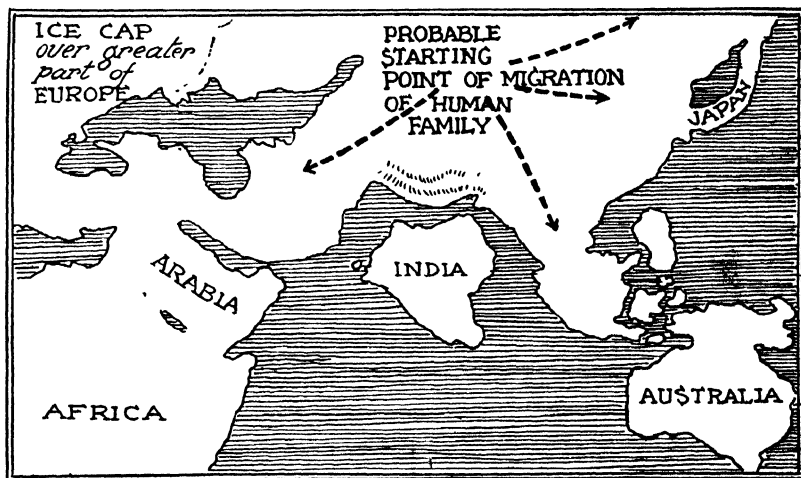 ICE CAP
over greater
part of
EUROPE
PROBABLE
STARTING
POINT OF MIGRATION
OF HUMAN
FAMILY
JAPAN
ARABIA
INDIA
AFRICA
AUSTRALIA